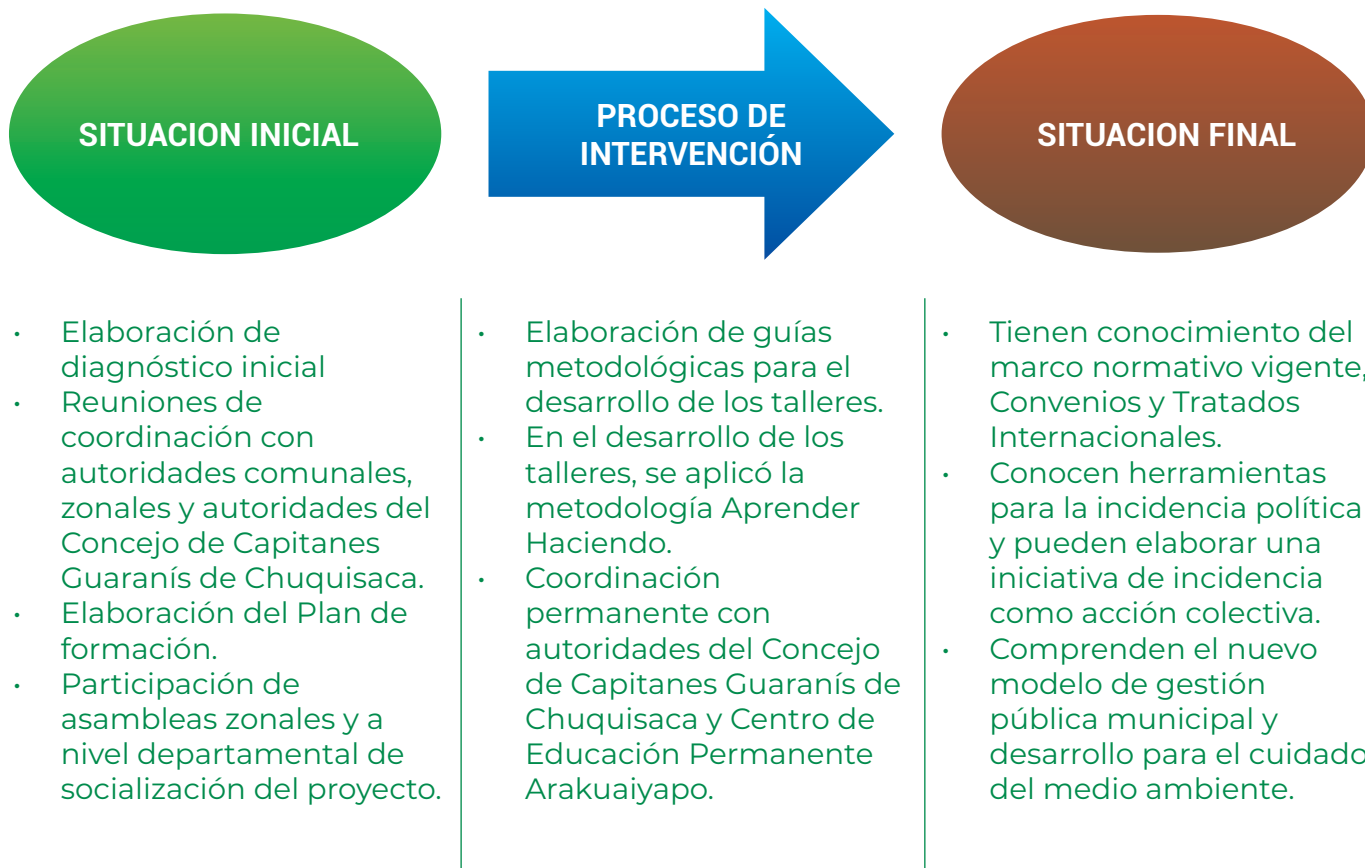 SITUACION INICIAL
PROCESO DE
INTERVENCIÓN
SITUACION FINAL
• Elaboración de
diagnóstico inicial
• Reuniones de
coordinación con
autoridades comunales,
zonales y autoridades del
Concejo de Capitanes
Guaranís de Chuquisaca.
• Elaboración del Plan de
formación.
• Participación de
asambleas zonales y a
nivel departamental de
socialización del proyecto.
• Elaboración de guías
metodológicas para el
desarrollo de los talleres.
• En el desarrollo de los
talleres, se aplicó la
metodología Aprender
Haciendo.
• Coordinación
permanente con
autoridades del Concejo
de Capitanes Guaranís de
Chuquisaca y Centro de
Educación Permanente
Arakuaiyapo.
• Tienen conocimiento del
marco normativo vigente,
Convenios y Tratados
Internacionales.
• Conocen herramientas
para la incidencia política
y pueden elaborar una
iniciativa de incidencia
como acción colectiva.
• Comprenden el nuevo
modelo de gestión
pública municipal y
desarrollo para el cuidado
del medio ambiente.